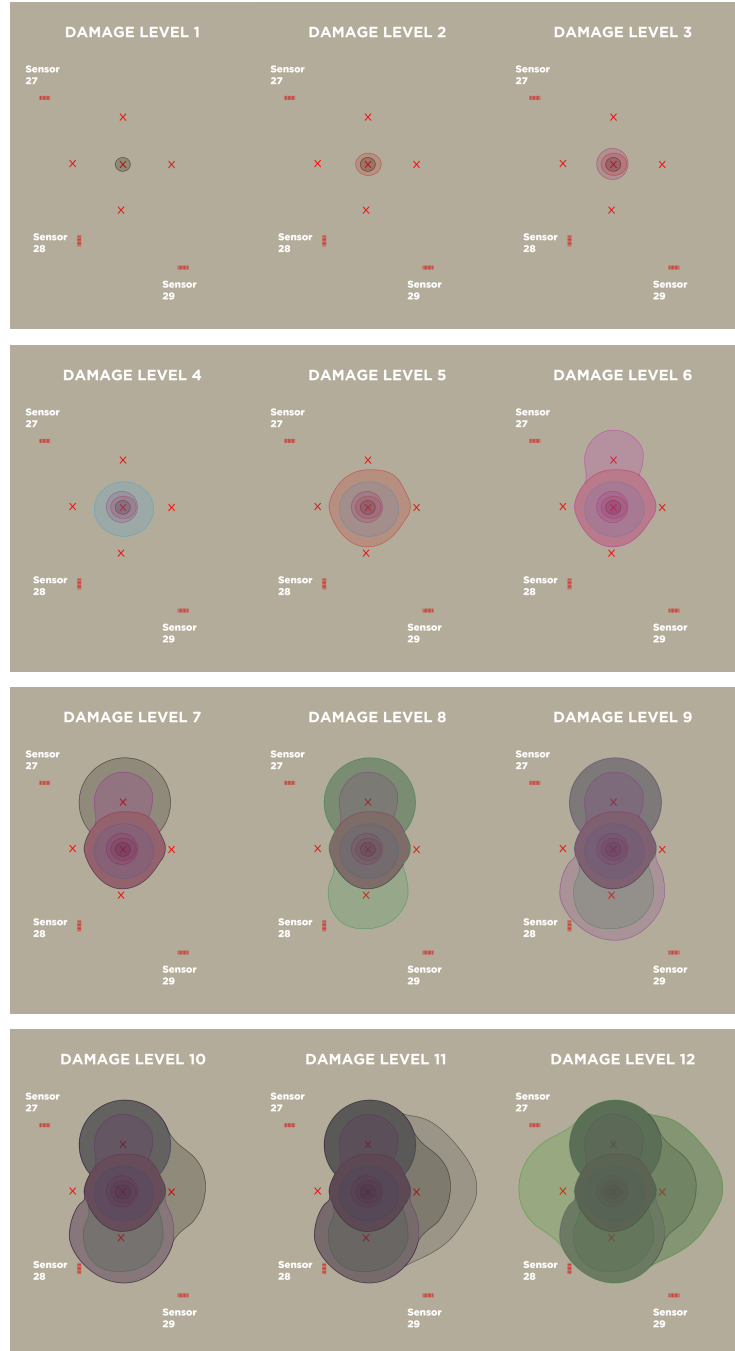 DAMAGE LEVEL 1
DAMAGE LEVEL 2
DAMAGE LEVEL 3
Sensor
27
Sensor
27
Sensor
27
Sensor
28
Sensor
28
Sensor
28
Sensor
29
Sensor
29
Sensor
29
DAMAGE LEVEL 4
DAMAGE LEVEL 5
DAMAGE LEVEL 6
Sensor
27
Sensor
27
Sensor
27
Sensor
28
Sensor
28
Sensor
28
Sensor
29
Sensor
29
Sensor
29
DAMAGE LEVEL 7
DAMAGE LEVEL 8
DAMAGE LEVEL 9
Sensor
27
Sensor
27
Sensor
27
Sensor
28
Sensor
28
Sensor
28
Sensor
29
Sensor
29
Sensor
29
DAMAGE LEVEL 10
DAMAGE LEVEL 11
DAMAGE LEVEL 12
Sensor
27
Sensor
27
Sensor
27
Sensor
28
Sensor
28
Sensor
28
Sensor
29
Sensor
29
Sensor
29